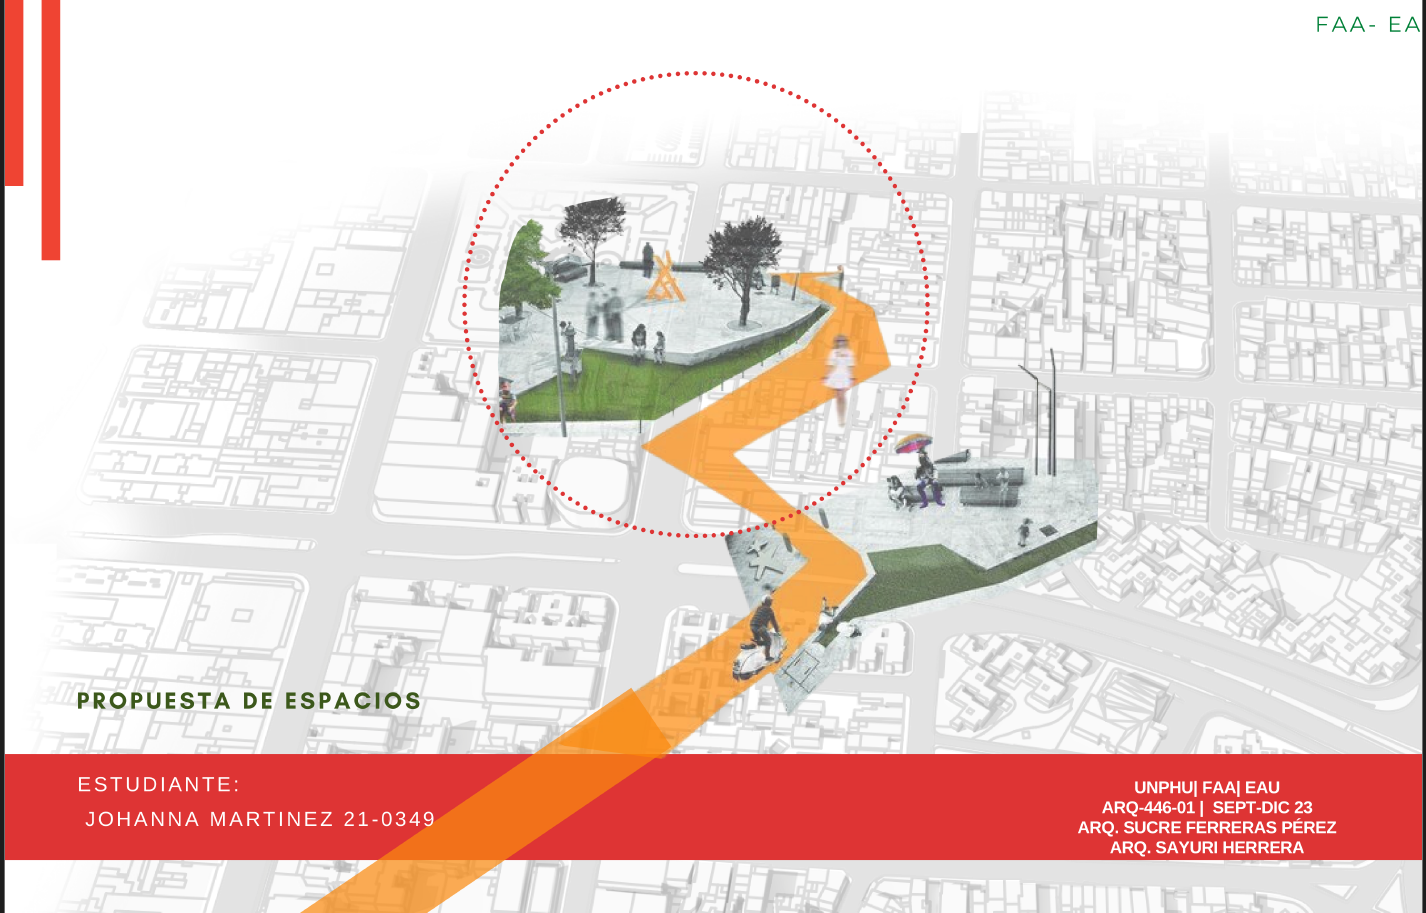 FAA- EA
PROPUESTA DE ESPACIOS
ESTUDIANTE:
JOHANNA MARTINEZ 21-0349
UNPHU| FAA| EAU
ARQ-446-01 | SEPT-DIC 23
ARQ. SUCRE FERRERAS PÉREZ
ARQ. SAYURI HERRERA